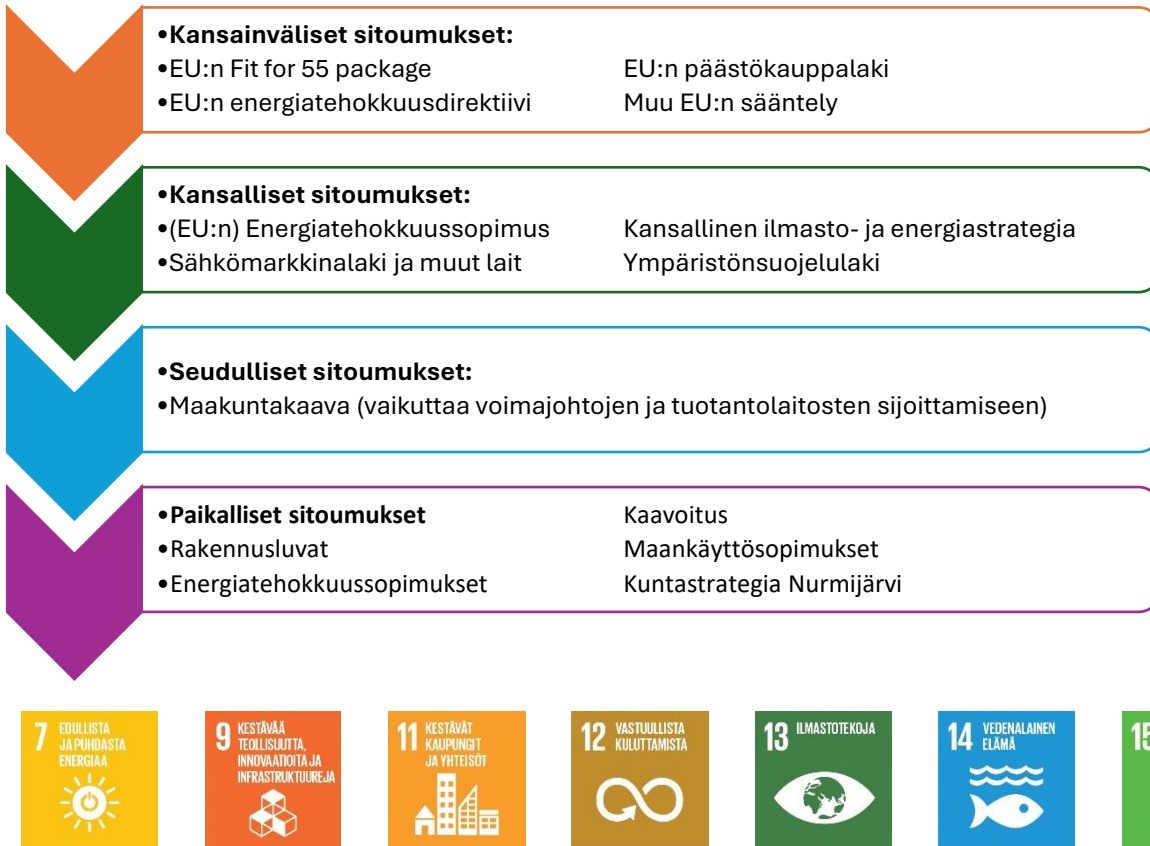 •Kansainväliset sitoumukset:
•EU:n Fit for 55 package EU:n päästökauppalaki
•EU:n energiatehokkuusdirektiivi Muu EU:n sääntely
•Kansalliset sitoumukset:
•(EU:n) Energiatehokkuussopimus Kansallinen ilmasto- ja energiastrategia
•Sähkömarkkinalaki ja muut lait Ympäristönsuojelulaki
•Seudulliset sitoumukset:
•Maakuntakaava (vaikuttaa voimajohtojen ja tuotantolaitosten sijoittamiseen)
•Paikalliset sitoumukset Kaavoitus
•Rakennusluvat Maankäyttösopimukset
•Energiatehokkuussopimukset Kuntastrategia Nurmijärvi
7 EDULLISTA
JA PUHDASTA
ENERGIAA
9 KESTÄVÄÄ
TEOLLISUUTTA,
INNOVAATIOITA JA
INFRASTRUKTUUREJA
11 KESTÄVÄT
KAUPUNGIT
JA YHTEISÖT
12 VASTUULLISTA
KULUTTAMISTA
13 ILMASTOTEKOJA
14 VEDENALAINEN
ELÄMÄ
15